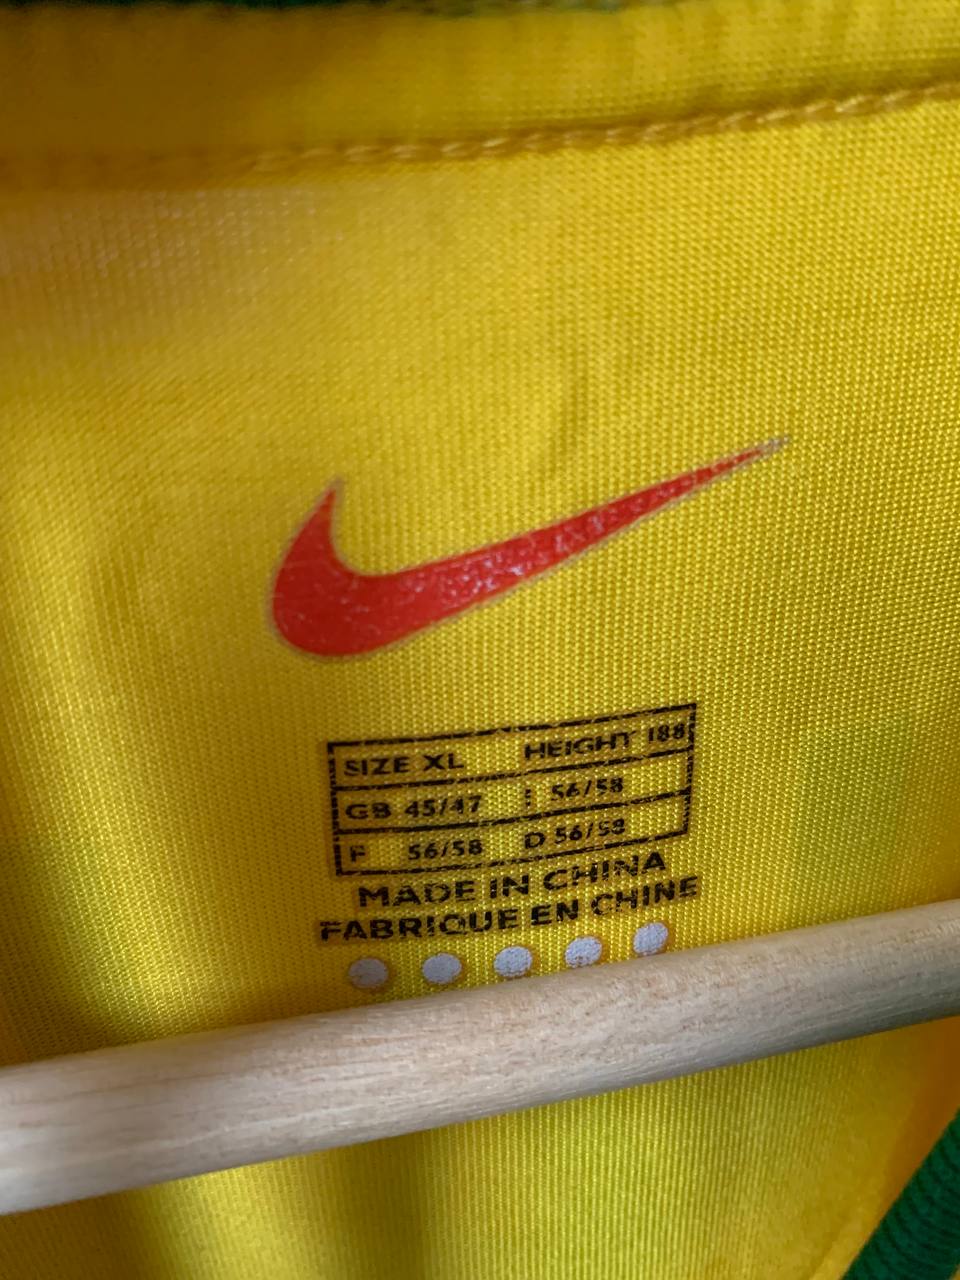 SIZE XL HEIGHT 188
GB 45/47 I 56/58
F 56/58 D 56/58
MADE IN CHINA
FABRIQUE EN CHINE